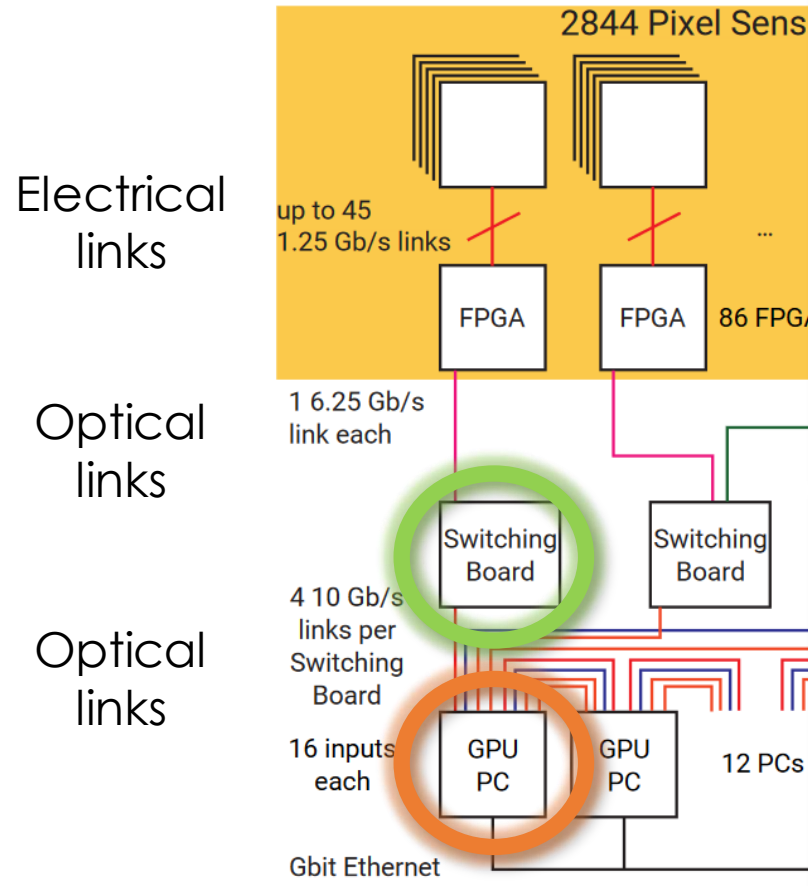 2844 Pixel Sens
Electrical
links
up to 45
1.25 Gb/s links
...
FPGA
FPGA
86 FPGA
Optical
links
1 6.25 Gb/s
link each
Switching
Board
Switching
Board
4 10 Gb/s
links per
Switching
Board
Optical
links
16 inputs
each
GPU
PC
GPU
PC
12 PCs
Gbit Ethernet